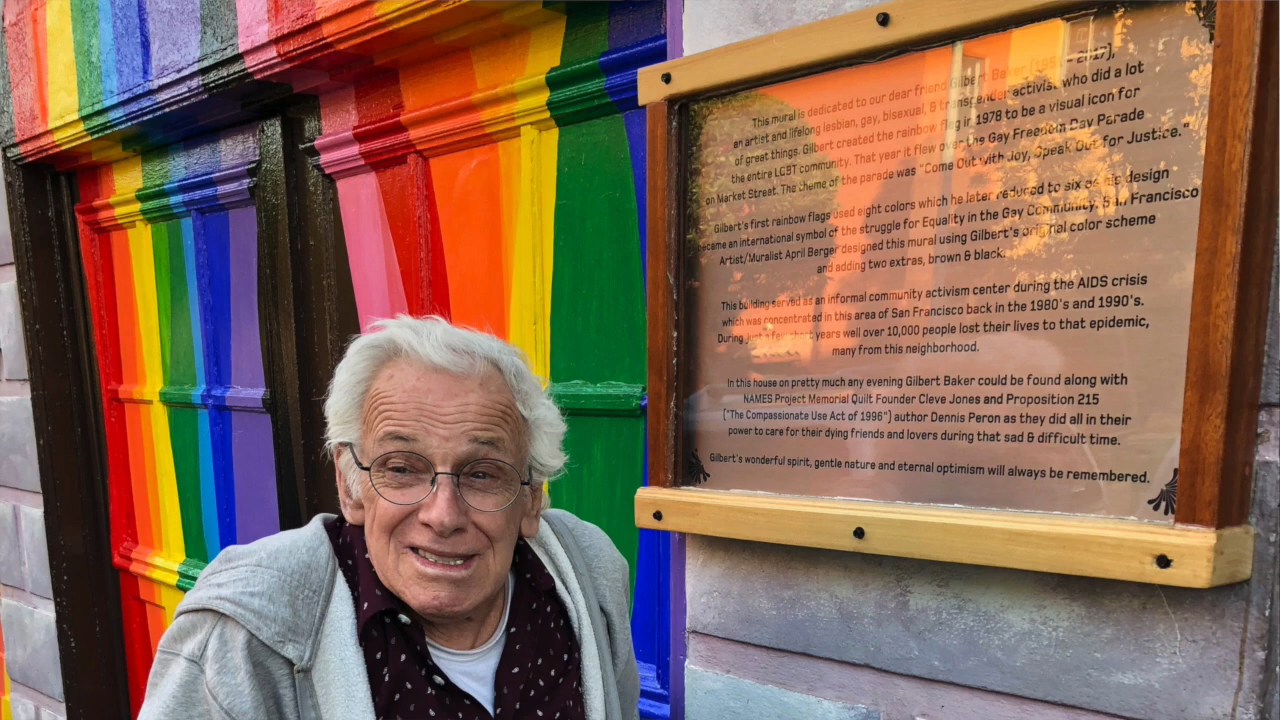 This mural is dedicated to our dear friend Gilbert Baker (195 - 2017),
an artist and lifelong lesbian, gay, bisexual, & transgender activist who did a lot
of great things. Gilbert created the rainbow flag in 1978 to be a visual icon for
the entire LGBT community. That year it flew over the Gay Freedom Day Parade
on Market Street. The theme of the parade was "Come Out with Joy, Speak Out for Justice."
Gilbert's first rainbow flags used eight colors which he later reduced to six as its design
became an international symbol of the struggle for Equality in the Gay Community. San Francisco
Artist/Muralist April Berger designed this mural using Gilbert's original color scheme
and adding two extras, brown & black.
This building served as an informal community activism center during the AIDS crisis
which was concentrated in this area of San Francisco back in the 1980's and 1990's.
During just a few short years well over 10,000 people lost their lives to that epidemic,
many from this neighborhood.
In this house on pretty much any evening Gilbert Baker could be found along with
NAMES Project Memorial Quilt Founder Cleve Jones and Proposition 215
("The Compassionate Use Act of 1996") author Dennis Peron as they did all in their
power to care for their dying friends and lovers during that sad & difficult time.
Gilbert's wonderful spirit, gentle nature and eternal optimism will always be remembered.